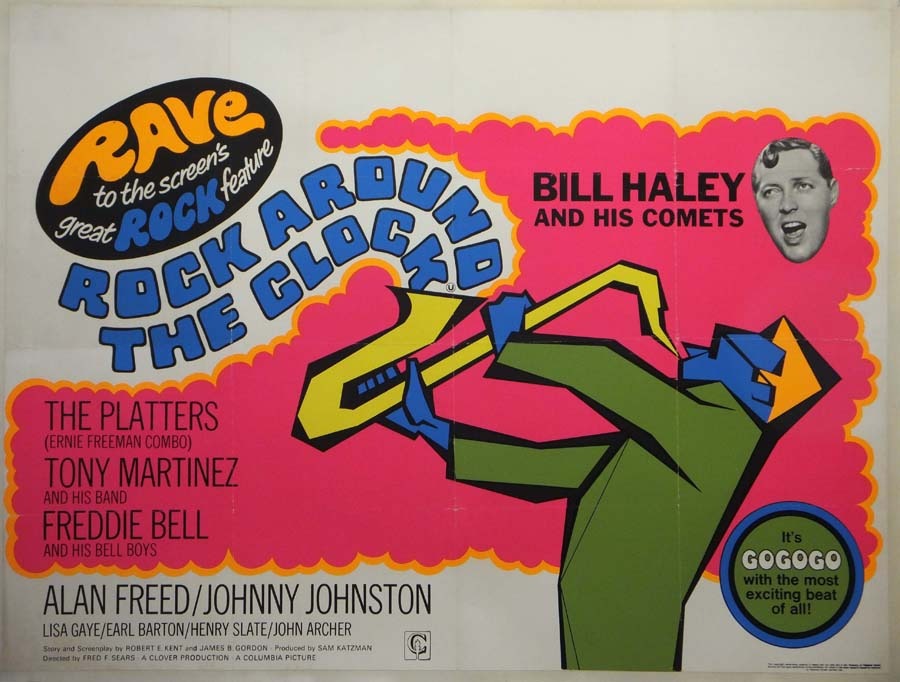 RAVE
to the screen's
great ROCK feature
ROCK AROUND
THE CLOCK
U
BILL HALEY
AND HIS COMETS
THE PLATTERS
(ERNIE FREEMAN COMBO)
TONY MARTINEZ
AND HIS BAND
FREDDIE BELL
AND HIS BELL BOYS
It's
GOGOGO
with the most
exciting beat
of all!
ALAN FREED/JOHNNY JOHNSTON
LISA GAYE/EARL BARTON/HENRY SLATE/JOHN ARCHER
Story and Screenplay by ROBERT E. KENT and JAMES B. GORDON · Produced by SAM KATZMAN
Directed by FRED F. SEARS · A CLOVER PRODUCTION · A COLUMBIA PICTURE